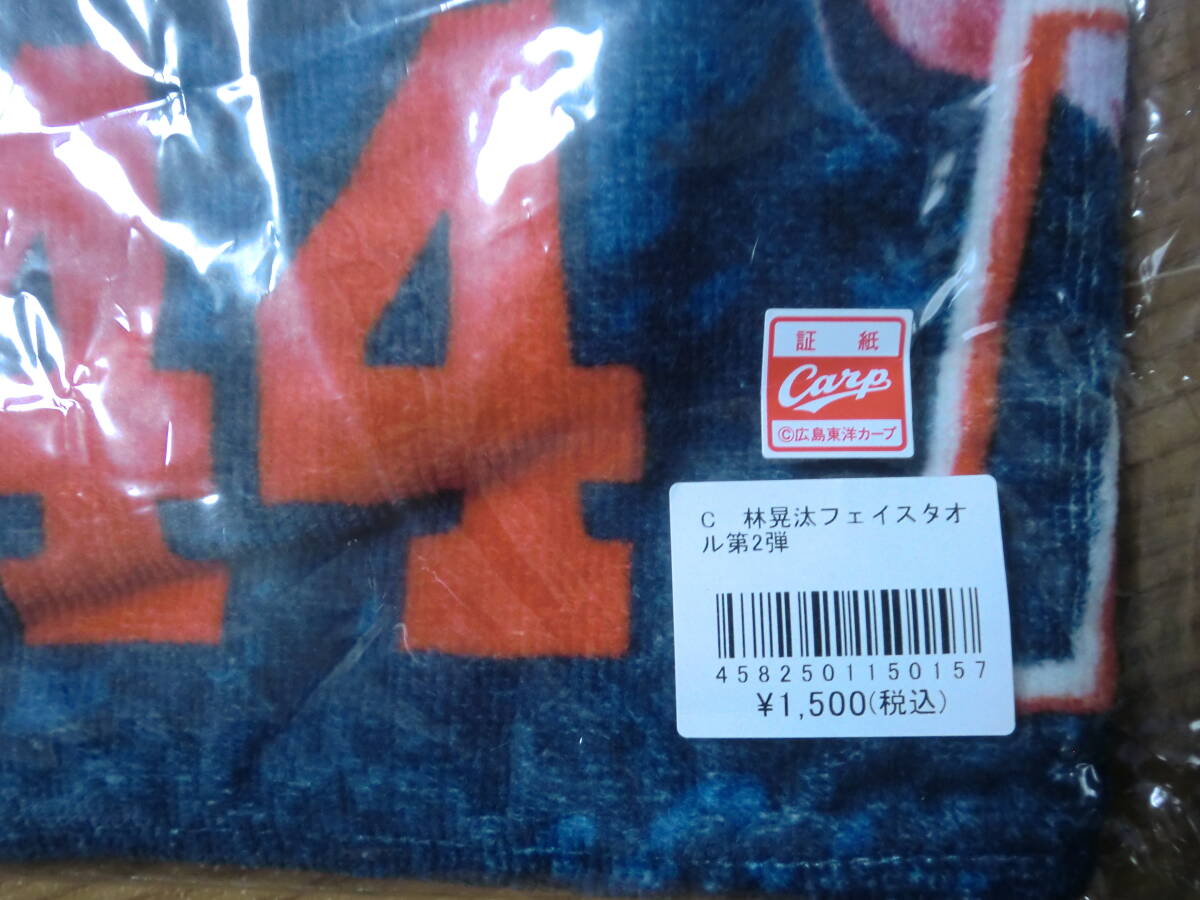 44
証 紙
Carp
©広島東洋カープ
C 林晃汰フェイスタオ
ル第2弾
4582501150157
¥1,500(税込)